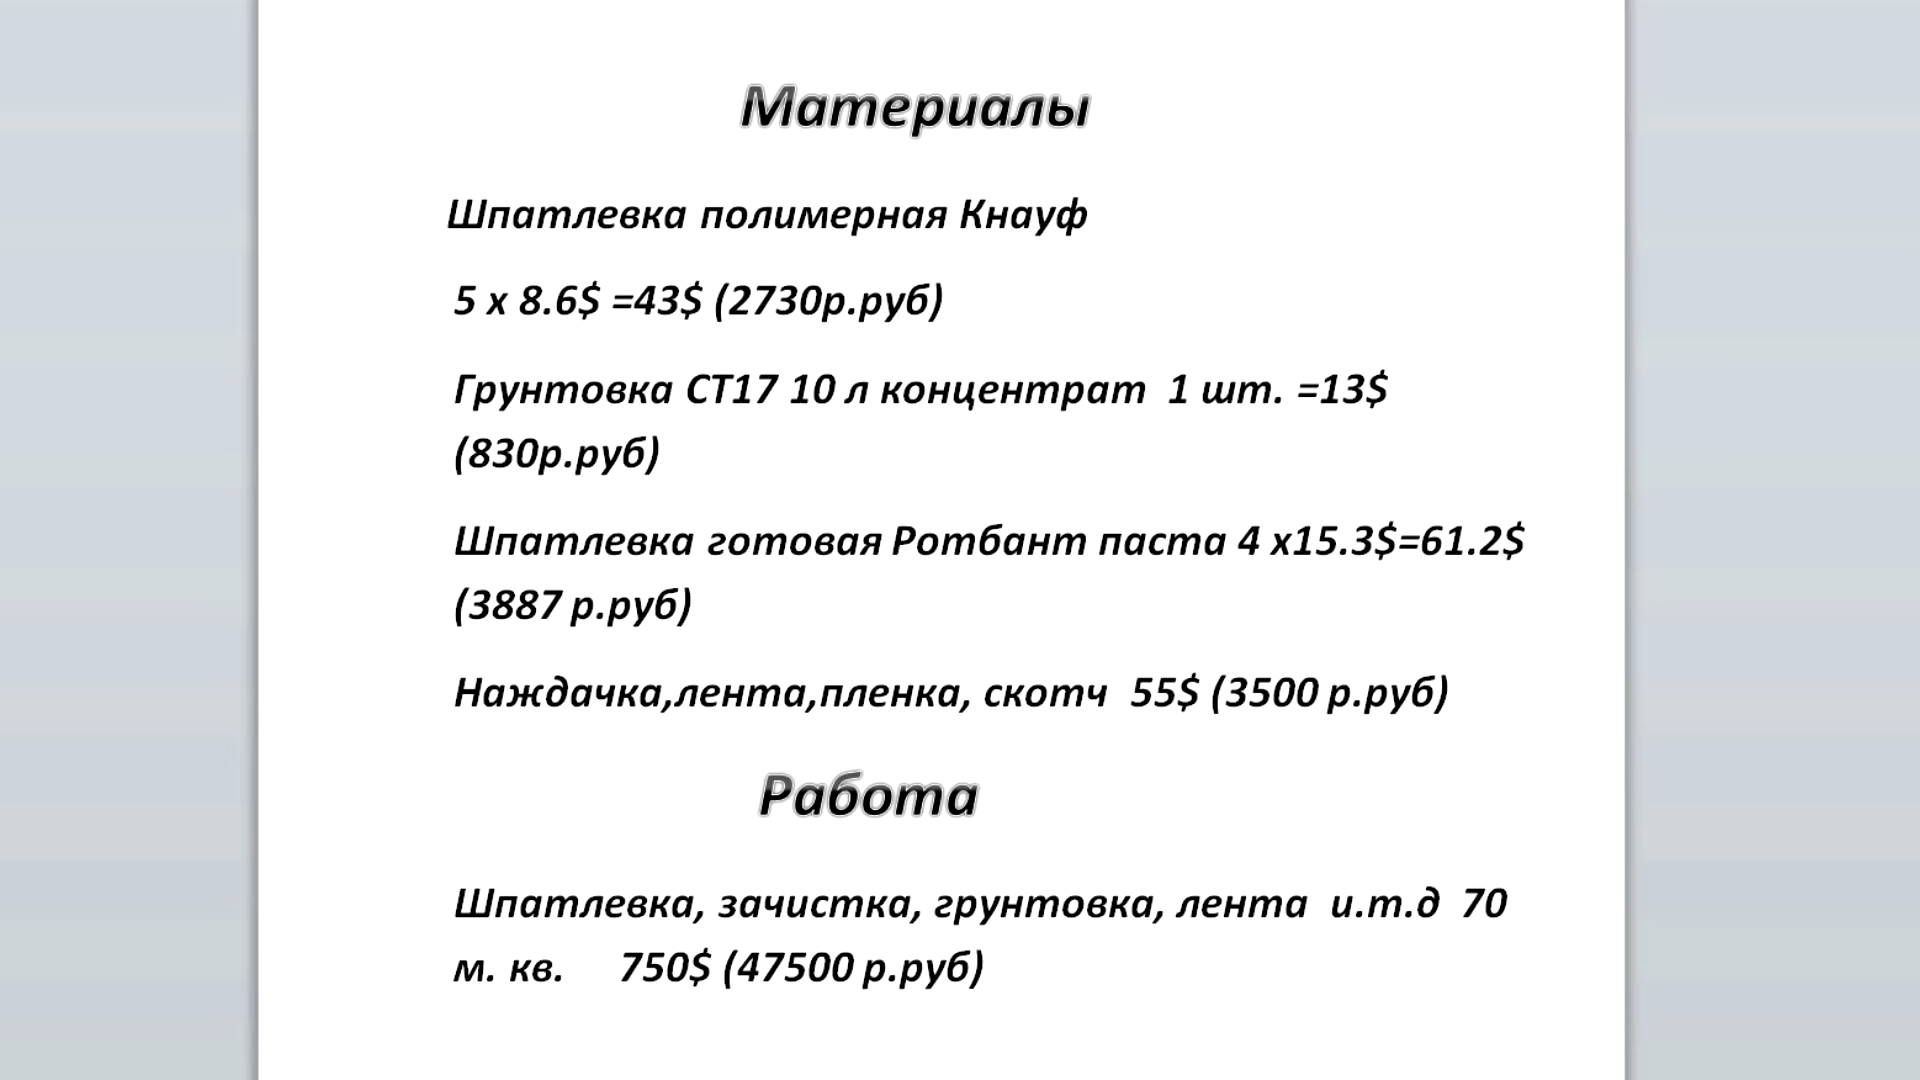 Материалы
Шпатлевка полимерная Кнауф
5 х 8.6$ =43$ (2730р.руб)
Грунтовка СТ17 10 л концентрат 1 шт. =13$
(830р.руб)
Шпатлевка готовая Ротбант паста 4 х15.3$=61.2$
(3887 р.руб)
Наждачка,лента,пленка, скотч 55$ (3500 р.руб)
Работа
Шпатлевка, зачистка, грунтовка, лента и.т.д 70
м. кв. 750$ (47500 р.руб)